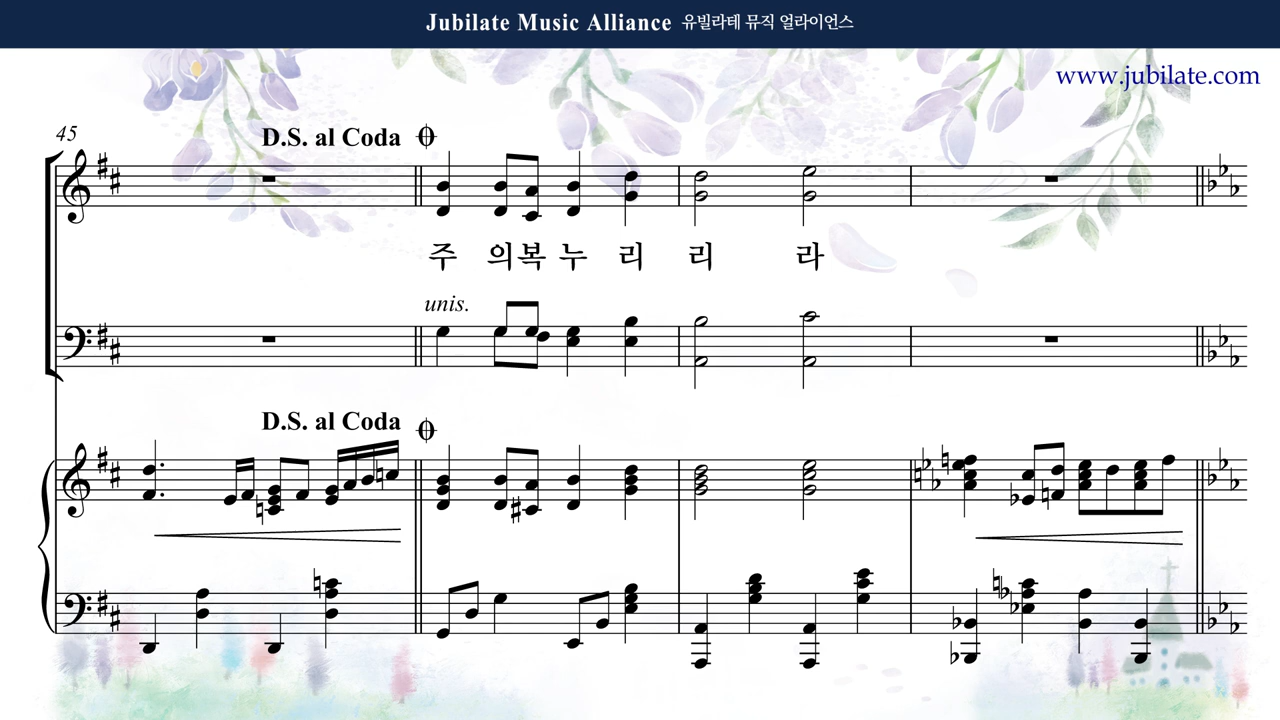 Jubilate Music Alliance 유빌라테 뮤직 얼라이언스
www.jubilate.com
45
D.S. al Coda
주 의 복 누 리 리 라
unis.
D.S. al Coda